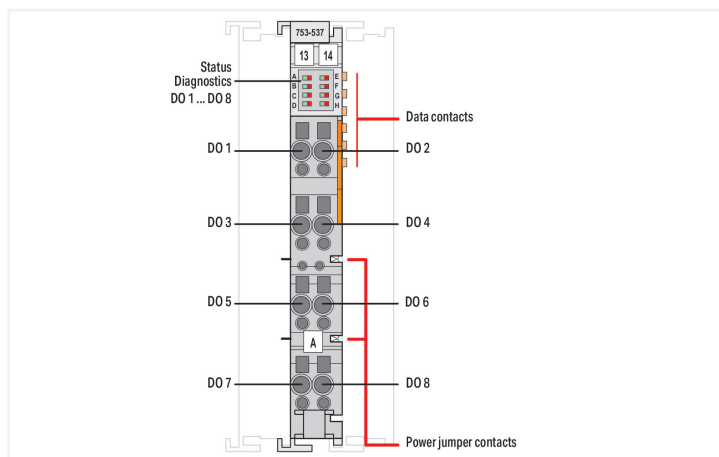 753-537
13 14
Status
Diagnostics
DO 1 ... DO 8
A E
B F
C G
D H
Data contacts
DO 1 DO 2
DO 3 DO 4
DO 5 DO 6
A
DO 7 DO 8
Power jumper contacts